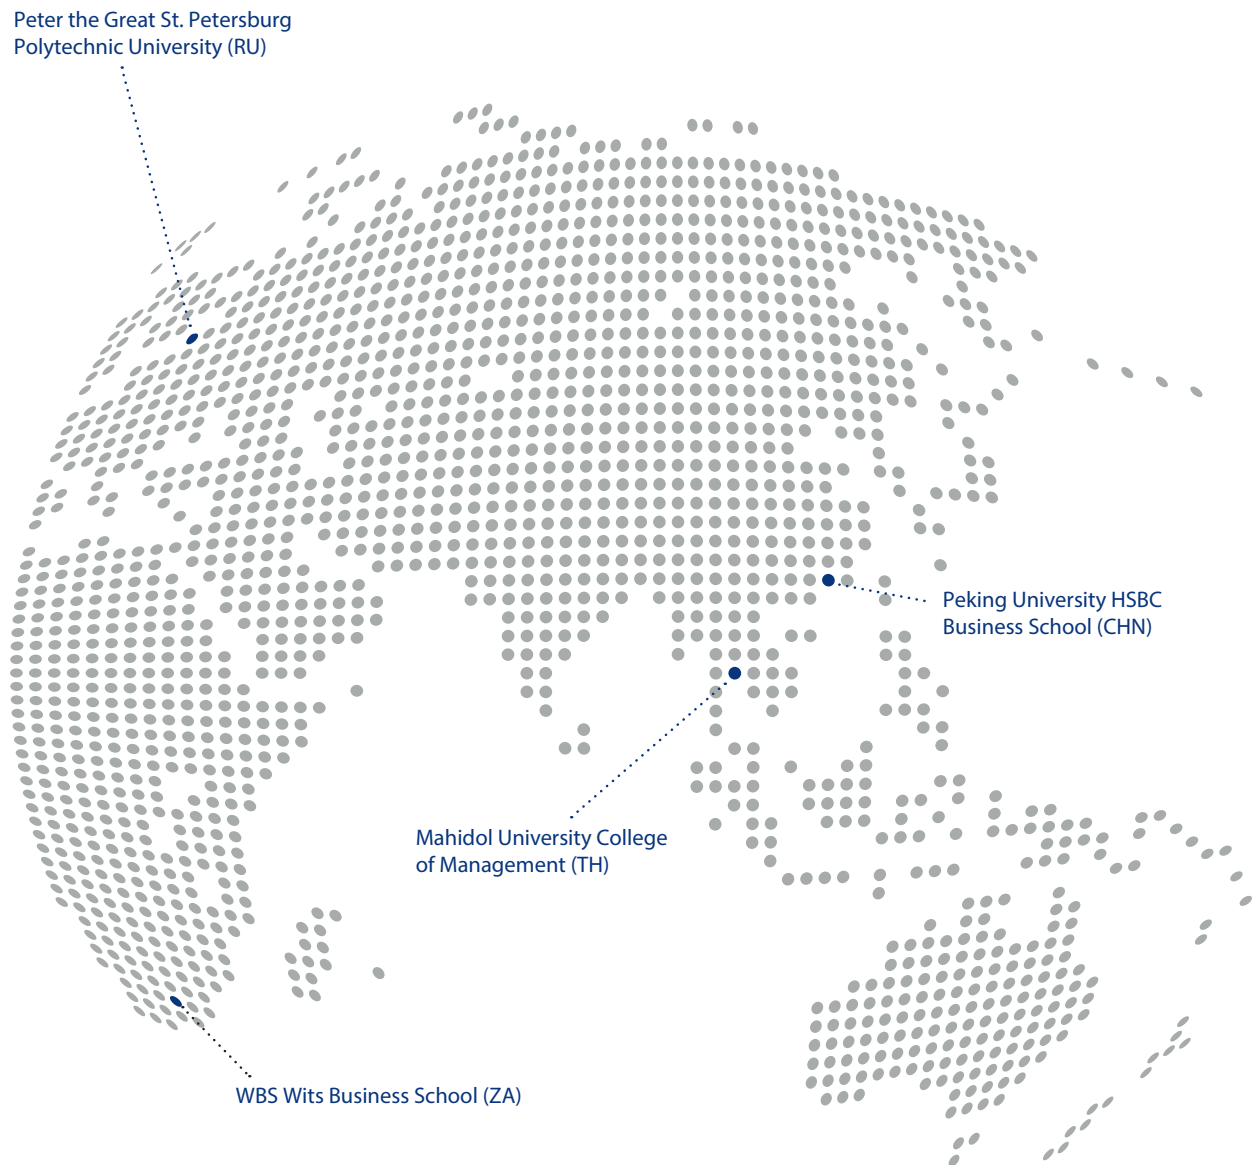 Peter the Great St. Petersburg
Polytechnic University (RU)
Peking University HSBC
Business School (CHN)
Mahidol University College
of Management (TH)
WBS Wits Business School (ZA)